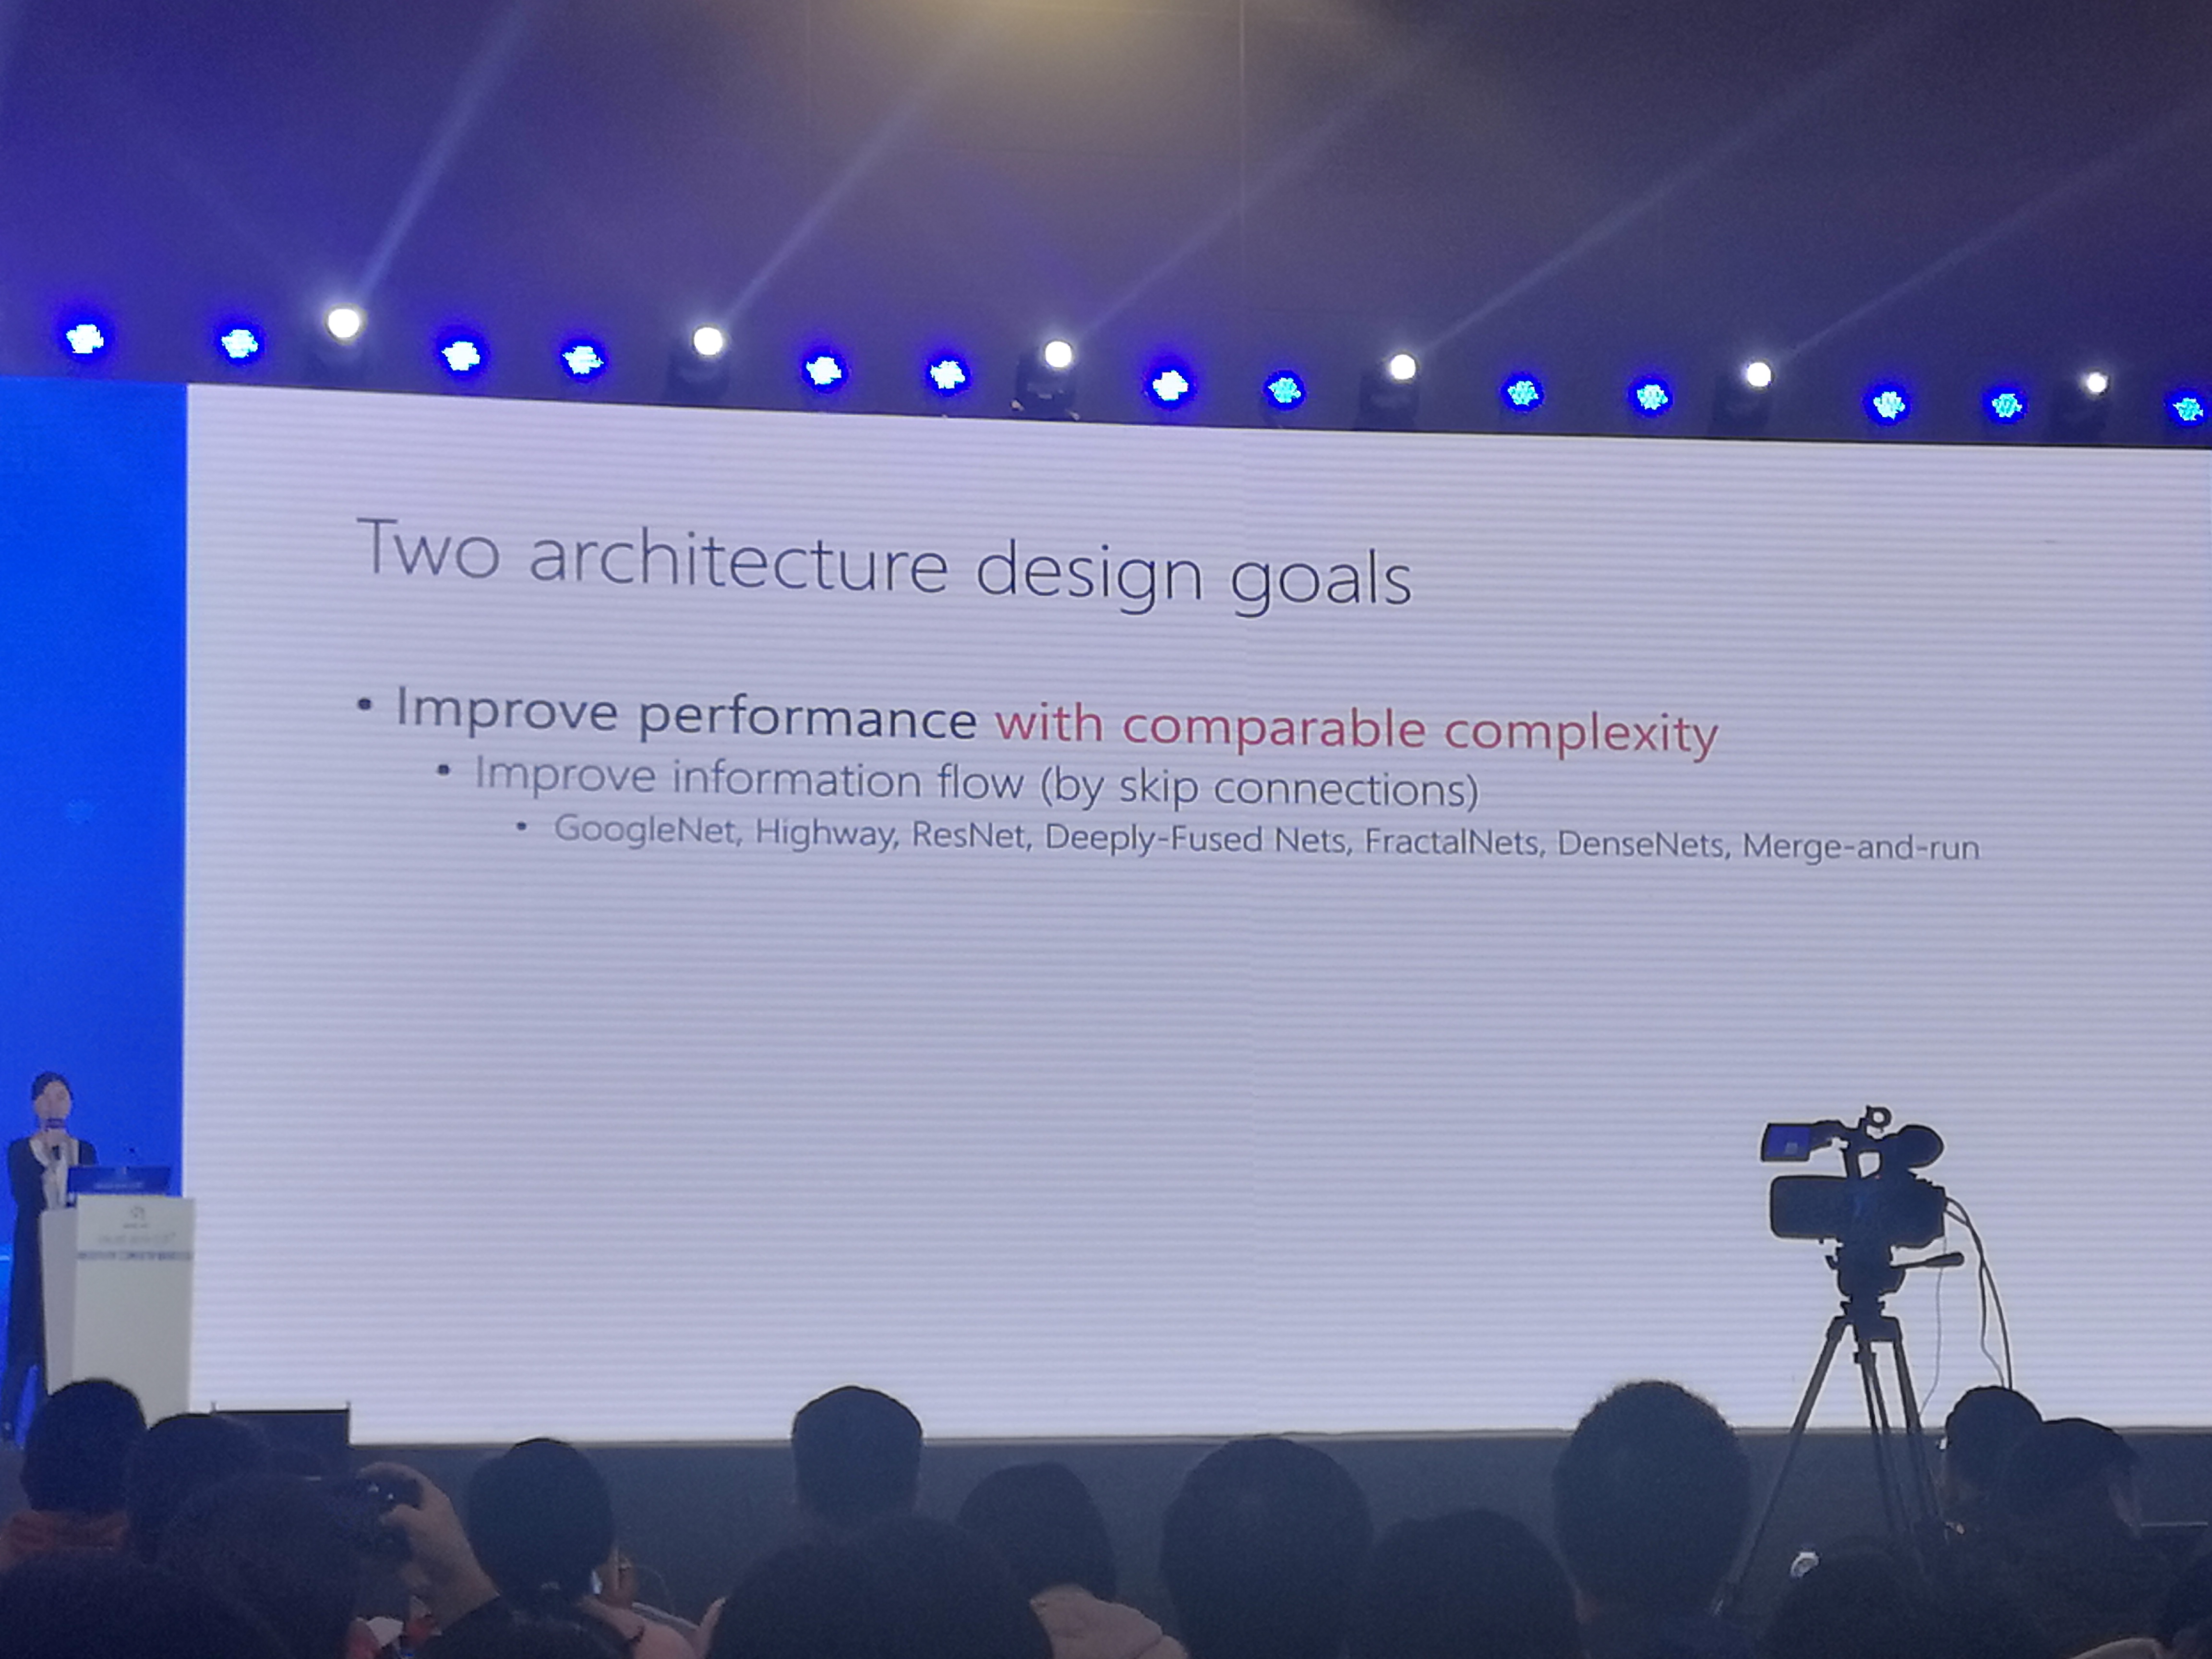 Two architecture design goals
• Improve performance with comparable complexity
• Improve information flow (by skip connections)
• GoogleNet, Highway, ResNet, Deeply-Fused Nets, FractalNets, DenseNets, Merge-and-run